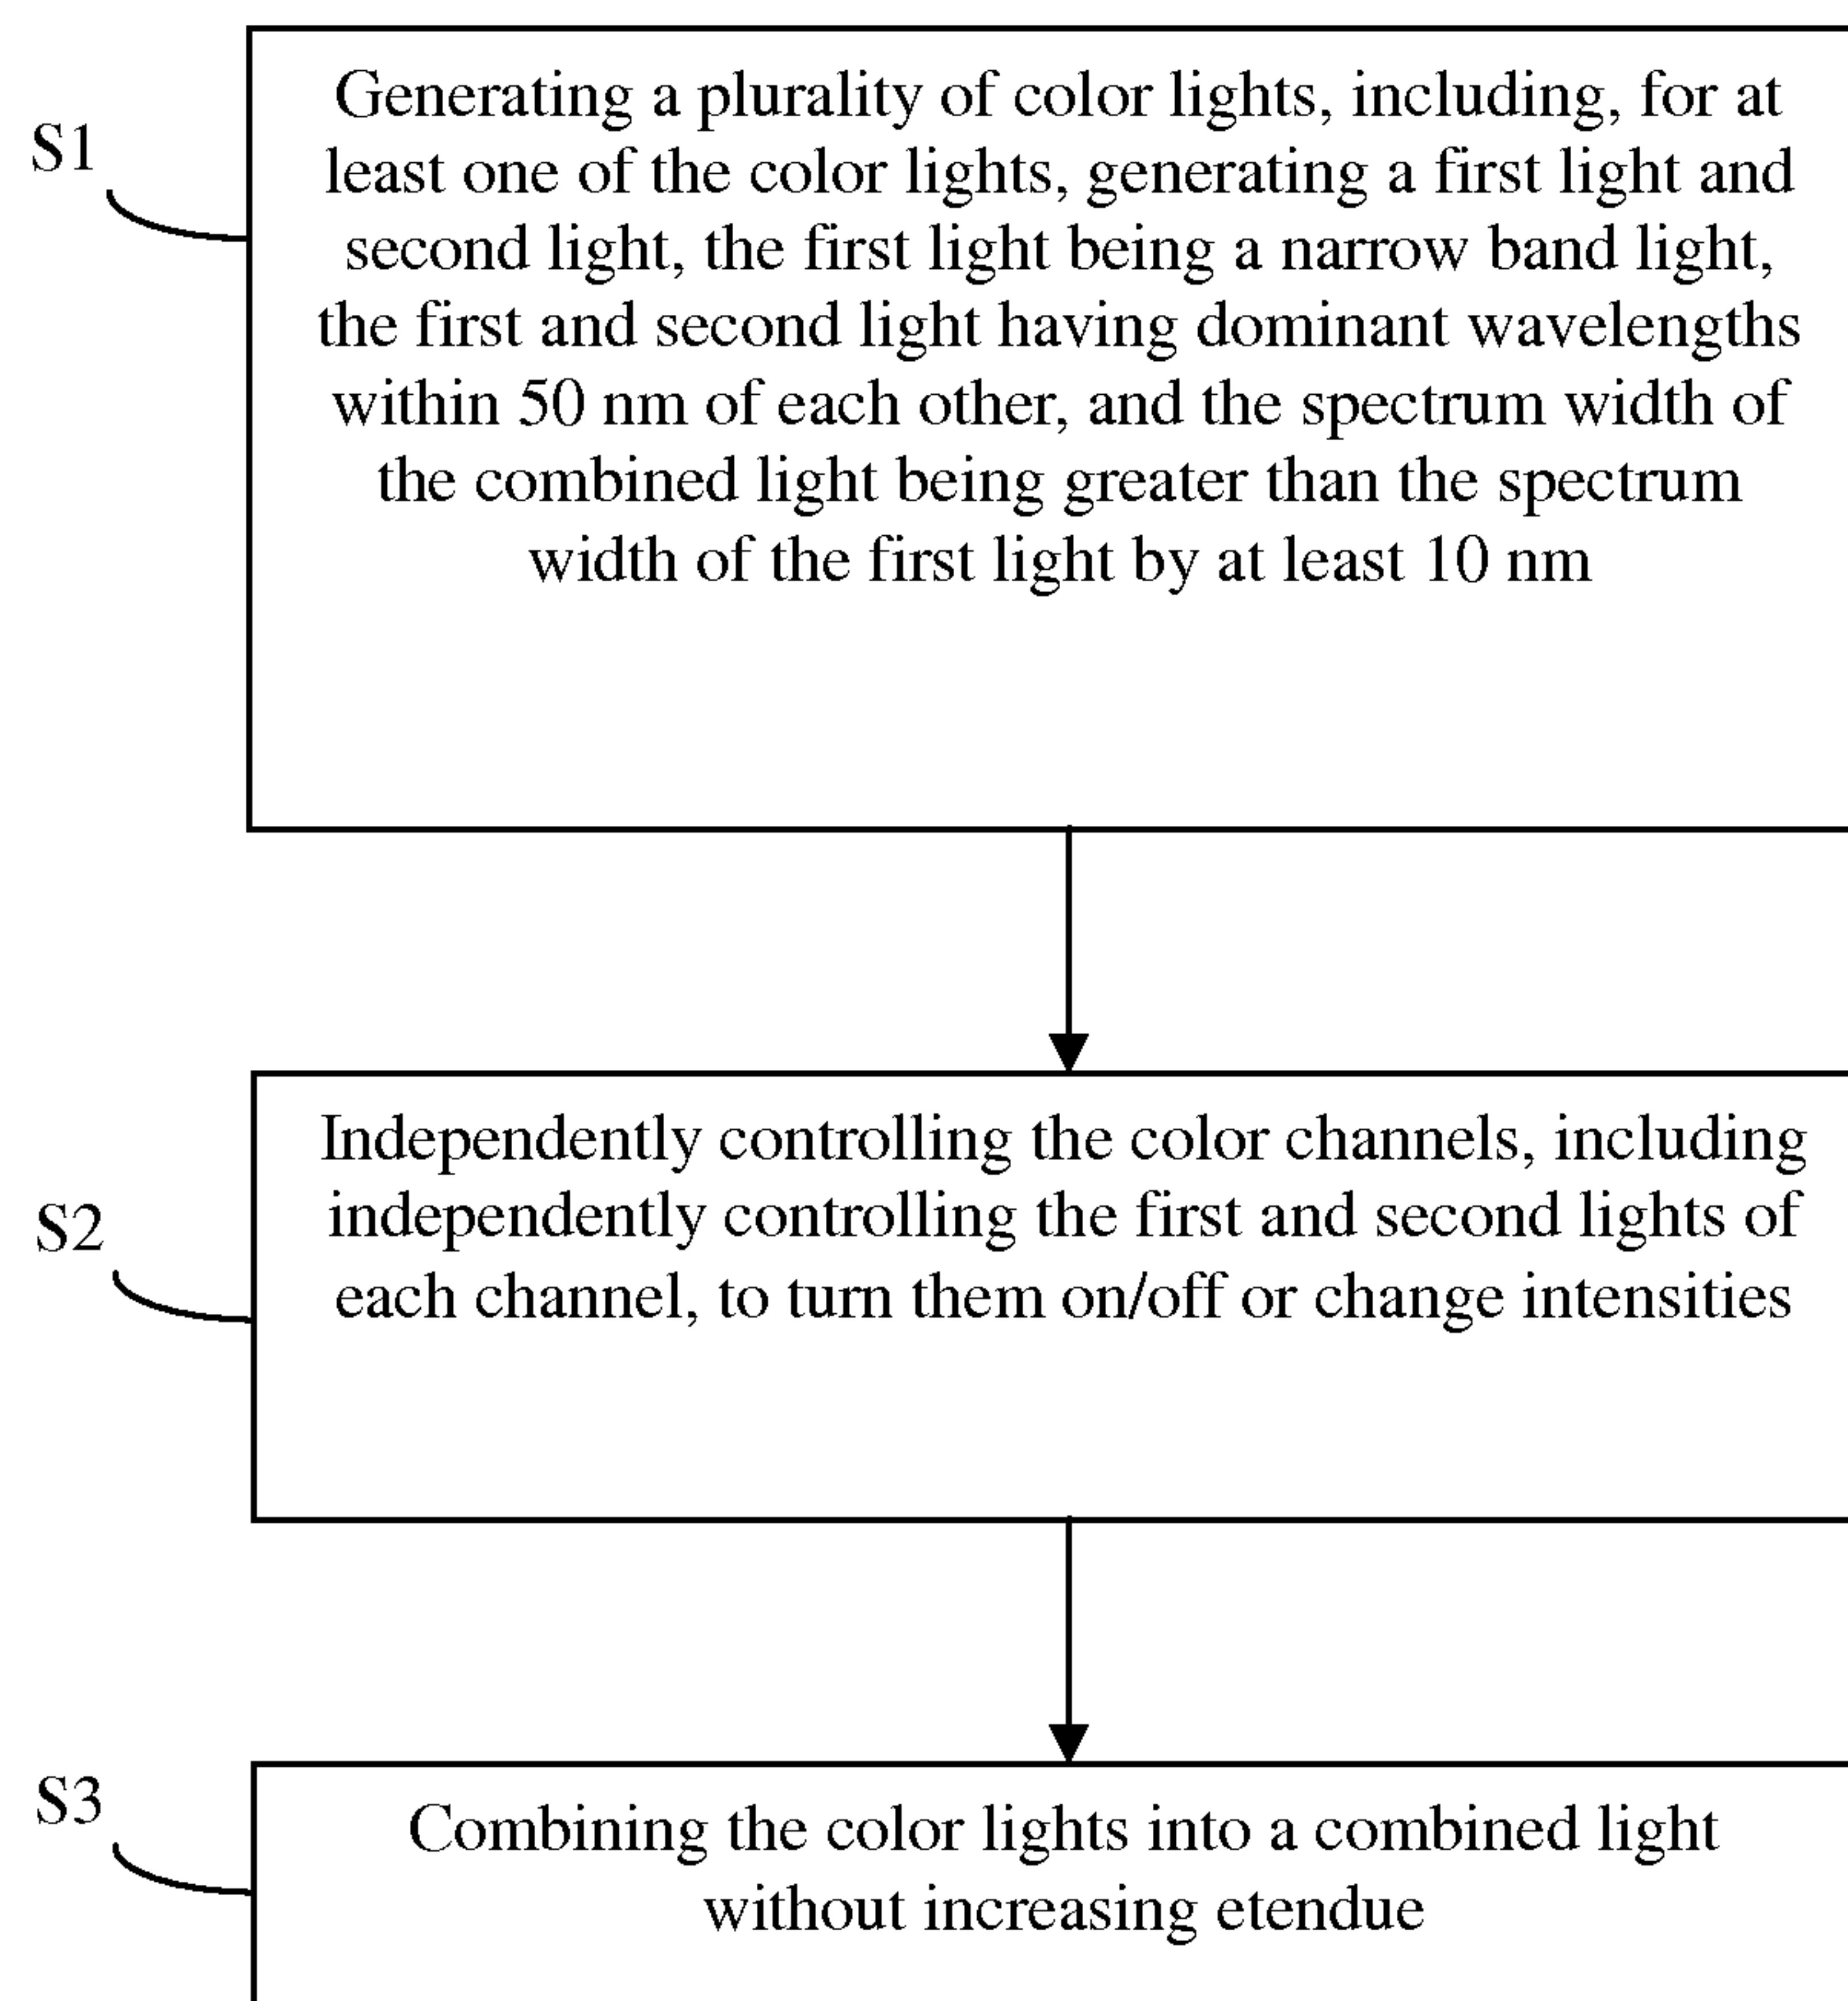 S1
Generating a plurality of color lights, including, for at
least one of the color lights, generating a first light and
second light, the first light being a narrow band light,
the first and second light having dominant wavelengths
within 50 nm of each other, and the spectrum width of
the combined light being greater than the spectrum
width of the first light by at least 10 nm
S2
Independently controlling the color channels, including
independently controlling the first and second lights of
each channel, to turn them on/off or change intensities
S3
Combining the color lights into a combined light
without increasing etendue